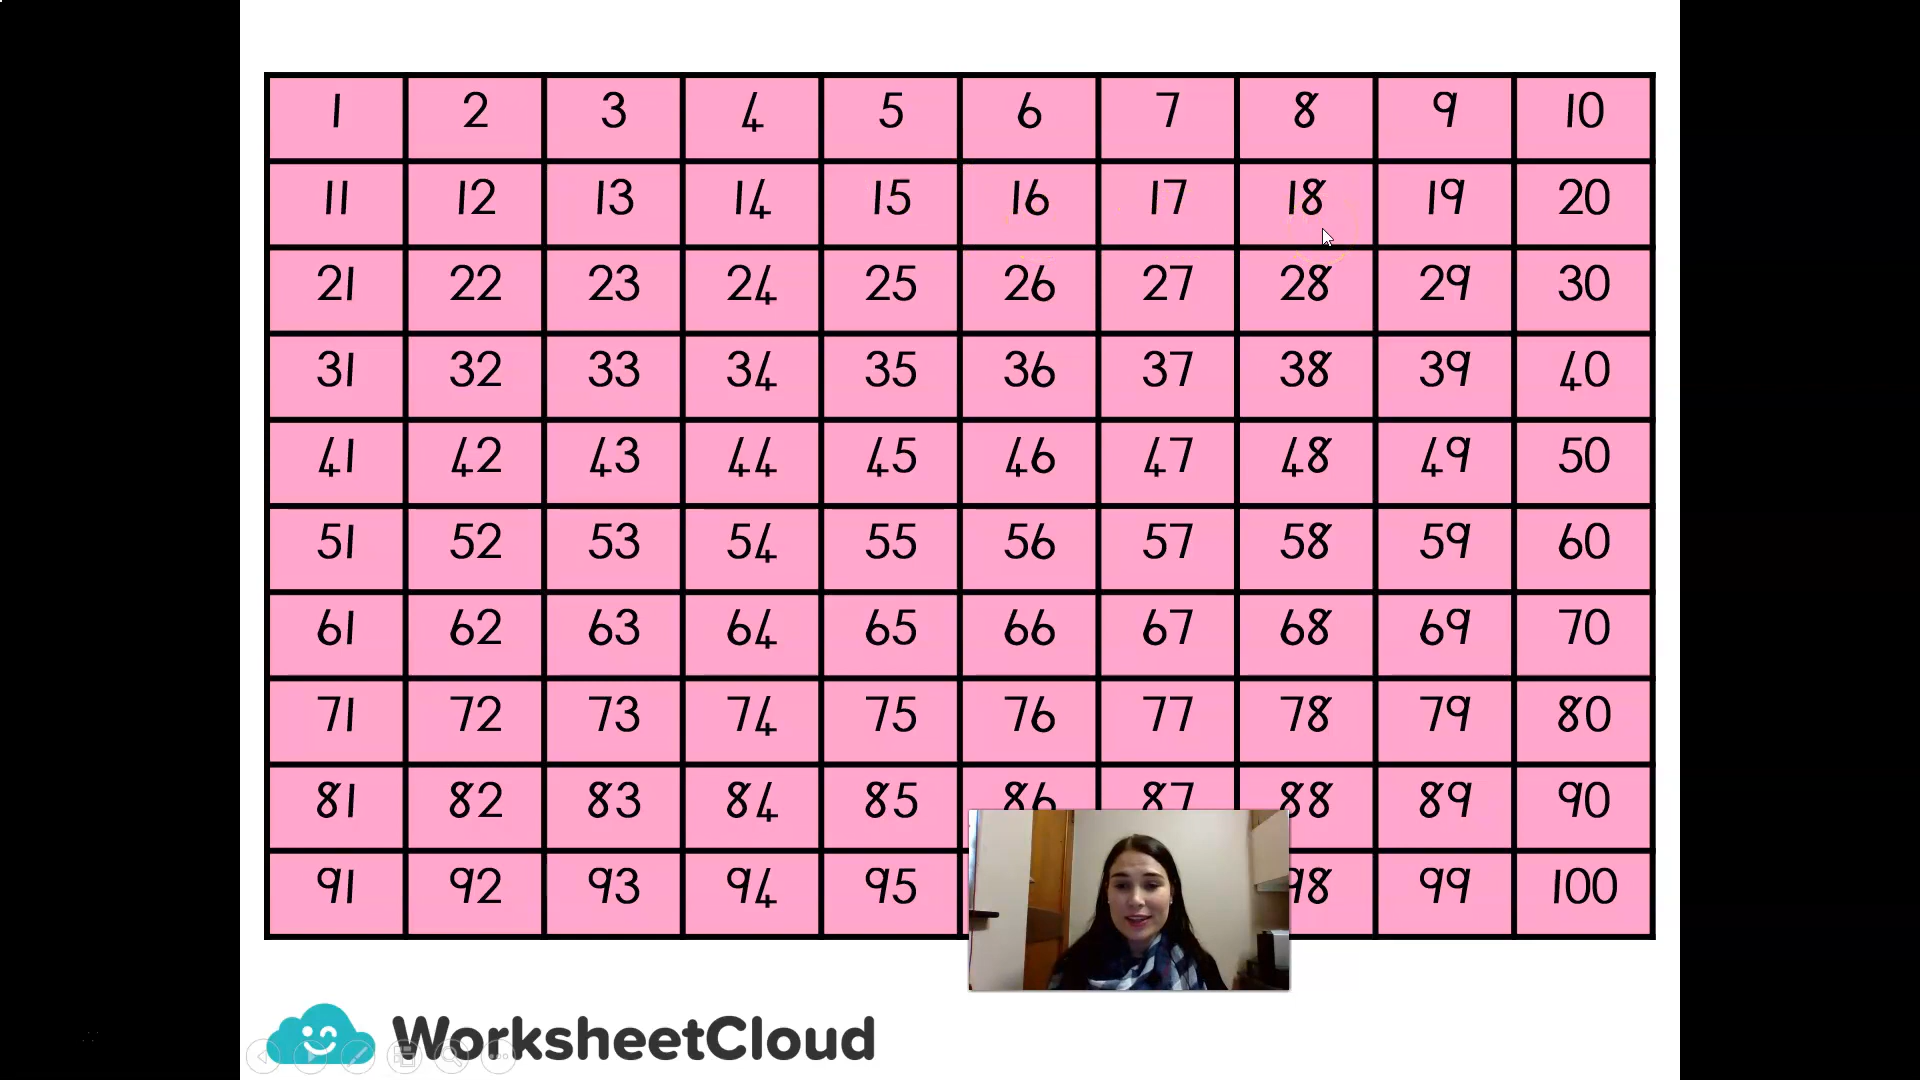 1 2 3 4 5 6 7 8 9 10
11 12 13 14 15 16 17 18 19 20
21 22 23 24 25 26 27 28 29 30
31 32 33 34 35 36 37 38 39 40
41 42 43 44 45 46 47 48 49 50
51 52 53 54 55 56 57 58 59 60
61 62 63 64 65 66 67 68 69 70
71 72 73 74 75 76 77 78 79 80
81 82 83 84 85 86 87 88 89 90
91 92 93 94 95 98 99 100
WorksheetCloud